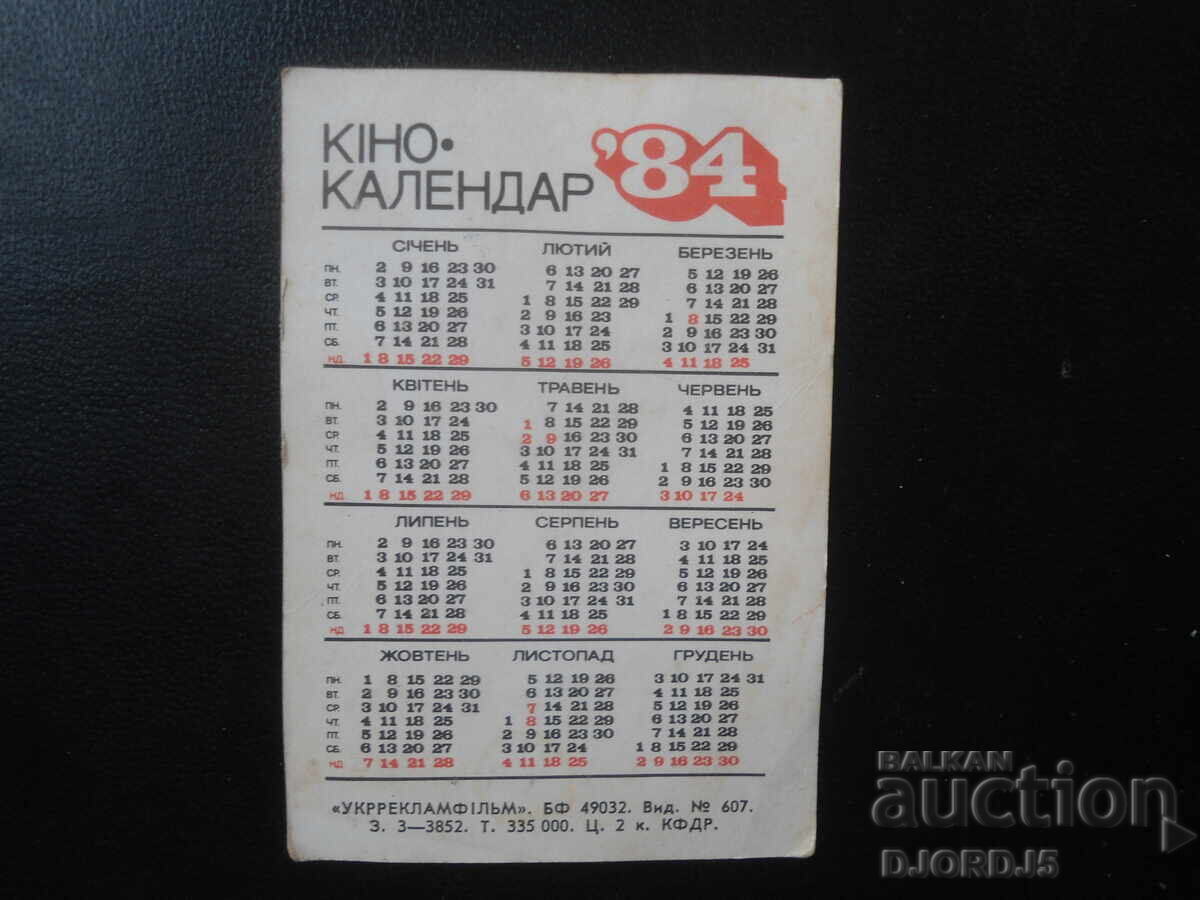 КІНО•
КАЛЕНДАР '84
СІЧЕНЬ ЛЮТИЙ БЕРЕЗЕНЬ
ПН. 2 9 16 23 30 6 13 20 27 5 12 19 26
ВТ. 3 10 17 24 31 7 14 21 28 6 13 20 27
СР. 4 11 18 25 1 8 15 22 29 7 14 21 28
ЧТ. 5 12 19 26 2 9 16 23 1 8 15 22 29
ПТ. 6 13 20 27 3 10 17 24 2 9 16 23 30
СБ. 7 14 21 28 4 11 18 25 3 10 17 24 31
НД. 1 8 15 22 29 5 12 19 26 4 11 18 25
КВІТЕНЬ ТРАВЕНЬ ЧЕРВЕНЬ
ПН. 2 9 16 23 30 7 14 21 28 4 11 18 25
ВТ. 3 10 17 24 1 8 15 22 29 5 12 19 26
СР. 4 11 18 25 2 9 16 23 30 6 13 20 27
ЧТ. 5 12 19 26 3 10 17 24 31 7 14 21 28
ПТ. 6 13 20 27 4 11 18 25 1 8 15 22 29
СБ. 7 14 21 28 5 12 19 26 2 9 16 23 30
НД. 1 8 15 22 29 6 13 20 27 3 10 17 24
ЛИПЕНЬ СЕРПЕНЬ ВЕРЕСЕНЬ
ПН. 2 9 16 23 30 6 13 20 27 3 10 17 24
ВТ. 3 10 17 24 31 7 14 21 28 4 11 18 25
СР. 4 11 18 25 1 8 15 22 29 5 12 19 26
ЧТ. 5 12 19 26 2 9 16 23 30 6 13 20 27
ПТ. 6 13 20 27 3 10 17 24 31 7 14 21 28
СБ. 7 14 21 28 4 11 18 25 1 8 15 22 29
НД. 1 8 15 22 29 5 12 19 26 2 9 16 23 30
ЖОВТЕНЬ ЛИСТОПАД ГРУДЕНЬ
ПН. 1 8 15 22 29 5 12 19 26 3 10 17 24 31
ВТ. 2 9 16 23 30 6 13 20 27 4 11 18 25
СР. 3 10 17 24 31 7 14 21 28 5 12 19 26
ЧТ. 4 11 18 25 1 8 15 22 29 6 13 20 27
ПТ. 5 12 19 26 2 9 16 23 30 7 14 21 28
СБ. 6 13 20 27 3 10 17 24 1 8 15 22 29
НД. 7 14 21 28 4 11 18 25 2 9 16 23 30
«УКРРЕКЛАМФІЛЬМ». БФ 49032. Вид. № 607.
З. 3—3852. Т. 335 000. Ц. 2 к. КФДР.
BALKAN
auction
DJORDJ5